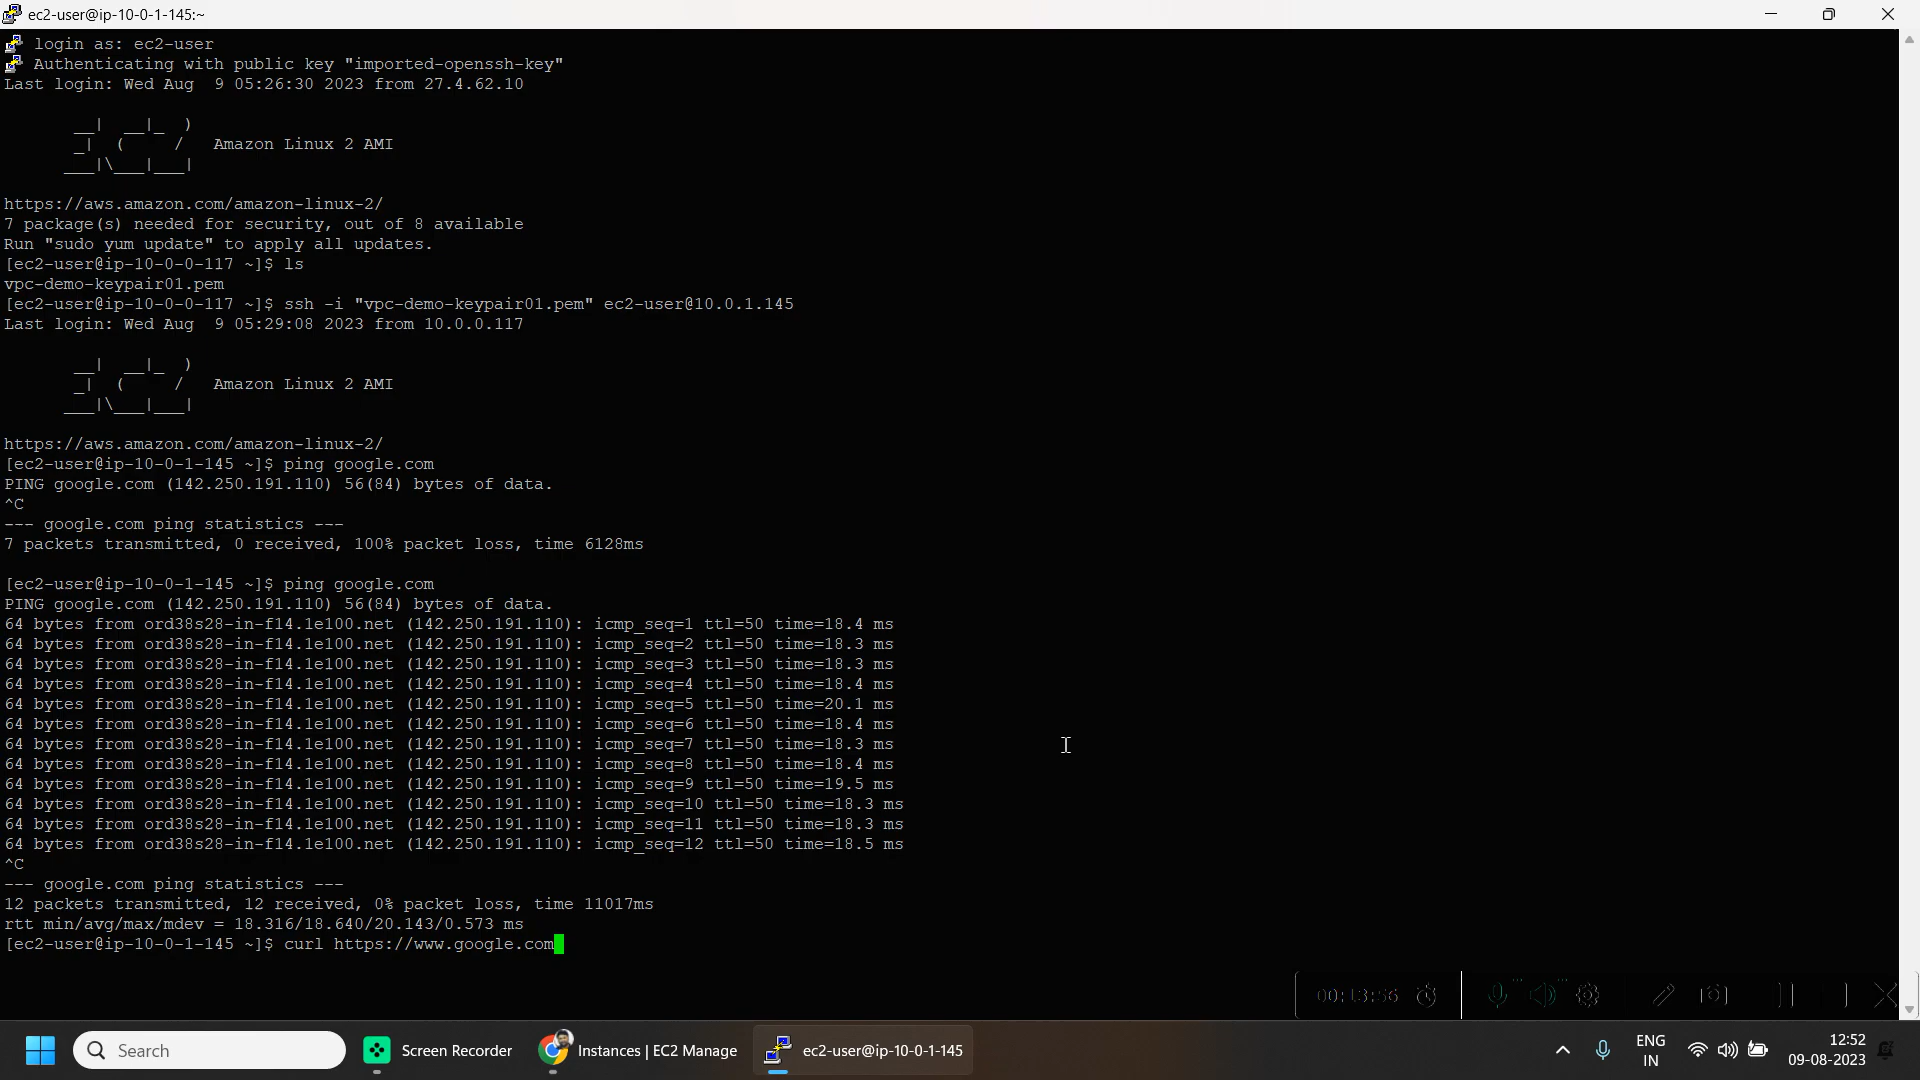 ec2-user@ip-10-0-1-145:~
login as: ec2-user
Authenticating with public key "imported-openssh-key"
Last login: Wed Aug  9 05:26:30 2023 from 27.4.62.10
       __|  __|_  )
       _|  (     /   Amazon Linux 2 AMI
      ___|\___|___|
https://aws.amazon.com/amazon-linux-2/
7 package(s) needed for security, out of 8 available
Run "sudo yum update" to apply all updates.
[ec2-user@ip-10-0-0-117 ~]$ ls
vpc-demo-keypair01.pem
[ec2-user@ip-10-0-0-117 ~]$ ssh -i "vpc-demo-keypair01.pem" ec2-user@10.0.1.145
Last login: Wed Aug  9 05:29:08 2023 from 10.0.0.117
       __|  __|_  )
       _|  (     /   Amazon Linux 2 AMI
      ___|\___|___|
https://aws.amazon.com/amazon-linux-2/
[ec2-user@ip-10-0-1-145 ~]$ ping google.com
PING google.com (142.250.191.110) 56(84) bytes of data.
^C
--- google.com ping statistics ---
7 packets transmitted, 0 received, 100% packet loss, time 6128ms
[ec2-user@ip-10-0-1-145 ~]$ ping google.com
PING google.com (142.250.191.110) 56(84) bytes of data.
64 bytes from ord38s28-in-f14.1e100.net (142.250.191.110): icmp_seq=1 ttl=50 time=18.4 ms
64 bytes from ord38s28-in-f14.1e100.net (142.250.191.110): icmp_seq=2 ttl=50 time=18.3 ms
64 bytes from ord38s28-in-f14.1e100.net (142.250.191.110): icmp_seq=3 ttl=50 time=18.3 ms
64 bytes from ord38s28-in-f14.1e100.net (142.250.191.110): icmp_seq=4 ttl=50 time=18.4 ms
64 bytes from ord38s28-in-f14.1e100.net (142.250.191.110): icmp_seq=5 ttl=50 time=20.1 ms
64 bytes from ord38s28-in-f14.1e100.net (142.250.191.110): icmp_seq=6 ttl=50 time=18.4 ms
64 bytes from ord38s28-in-f14.1e100.net (142.250.191.110): icmp_seq=7 ttl=50 time=18.3 ms
64 bytes from ord38s28-in-f14.1e100.net (142.250.191.110): icmp_seq=8 ttl=50 time=18.4 ms
64 bytes from ord38s28-in-f14.1e100.net (142.250.191.110): icmp_seq=9 ttl=50 time=19.5 ms
64 bytes from ord38s28-in-f14.1e100.net (142.250.191.110): icmp_seq=10 ttl=50 time=18.3 ms
64 bytes from ord38s28-in-f14.1e100.net (142.250.191.110): icmp_seq=11 ttl=50 time=18.3 ms
64 bytes from ord38s28-in-f14.1e100.net (142.250.191.110): icmp_seq=12 ttl=50 time=18.5 ms
^C
--- google.com ping statistics ---
12 packets transmitted, 12 received, 0% packet loss, time 11017ms
rtt min/avg/max/mdev = 18.316/18.640/20.143/0.573 ms
[ec2-user@ip-10-0-1-145 ~]$ curl https://www.google.com
00:13:56
Search
Screen Recorder
Instances | EC2 Manage
ec2-user@ip-10-0-1-145
ENG
IN
12:52
09-08-2023